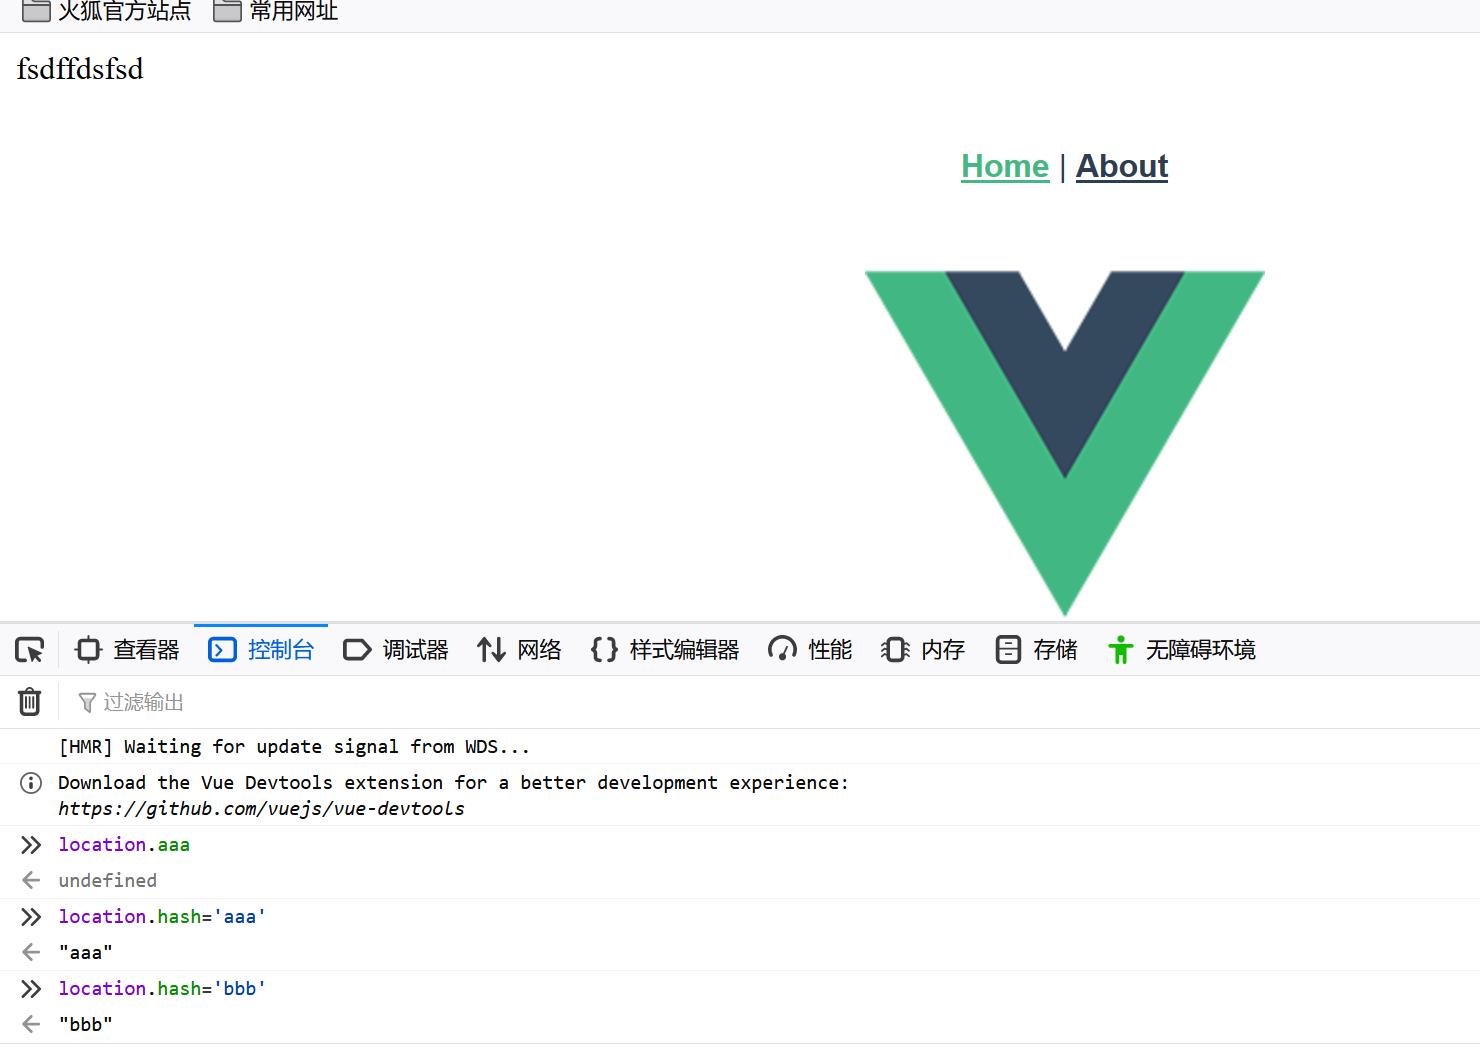 火狐官方站点 常用网址
fsdffdsfsd
Home | About
查看器 控制台 调试器 网络 样式编辑器 性能 内存 存储 无障碍环境
过滤输出
[HMR] Waiting for update signal from WDS...
Download the Vue Devtools extension for a better development experience:
https://github.com/vuejs/vue-devtools
location.aaa
undefined
location.hash='aaa'
"aaa"
location.hash='bbb'
"bbb"